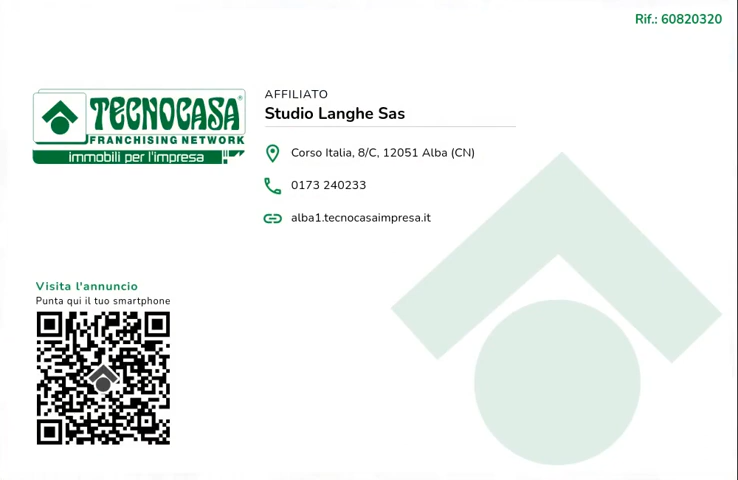 Rif.: 60820320
TECNOCASA
FRANCHISING NETWORK
immobili per l'impresa
AFFILIATO
Studio Langhe Sas
Corso Italia, 8/C, 12051 Alba (CN)
0173 240233
alba1.tecnocasaimpresa.it
Visita l'annuncio
Punta qui il tuo smartphone